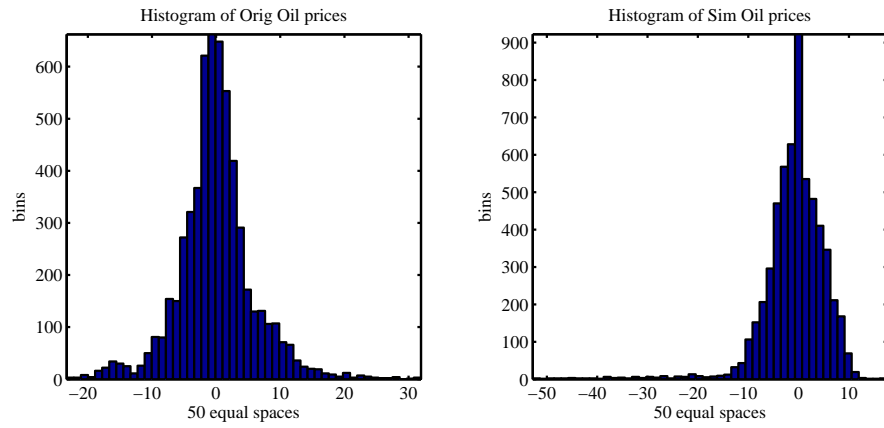 Histogram of Orig Oil prices
600
500
400
300
200
100
0
bins
−20 −10 0 10 20 30
50 equal spaces
Histogram of Sim Oil prices
900
800
700
600
500
400
300
200
100
0
bins
−50 −40 −30 −20 −10 0 10
50 equal spaces